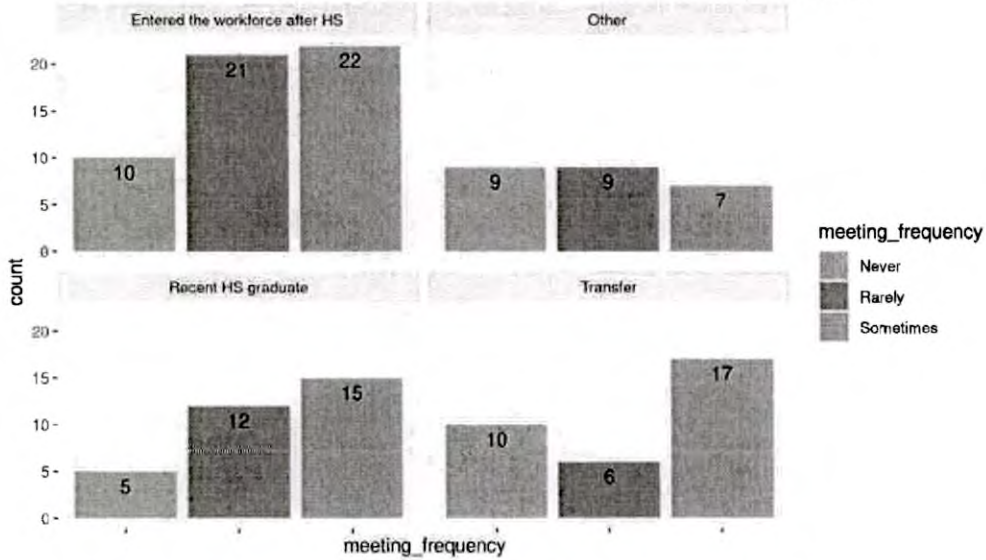 Entered the workforce after HS
Other
20
15
10
5
0
10
21
22
9
9
7
count
Recent HS graduate
Transfer
20
15
10
5
0
5
12
15
10
6
17
meeting_frequency
meeting_frequency
Never
Rarely
Sometimes